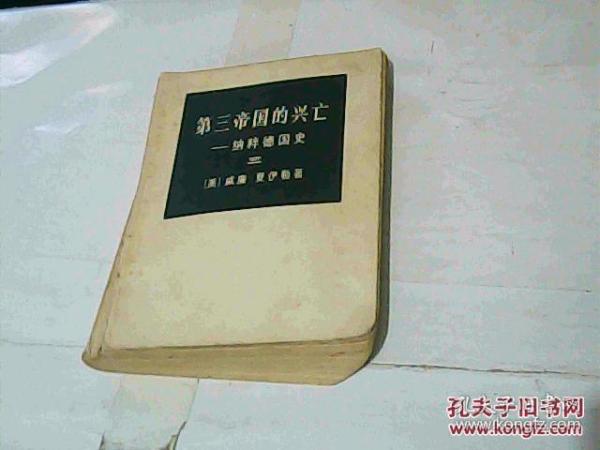 第三帝国的兴亡
—纳粹德国史
三
[美]威廉 夏伊勒著
孔夫子旧书网
www.kongfz.com